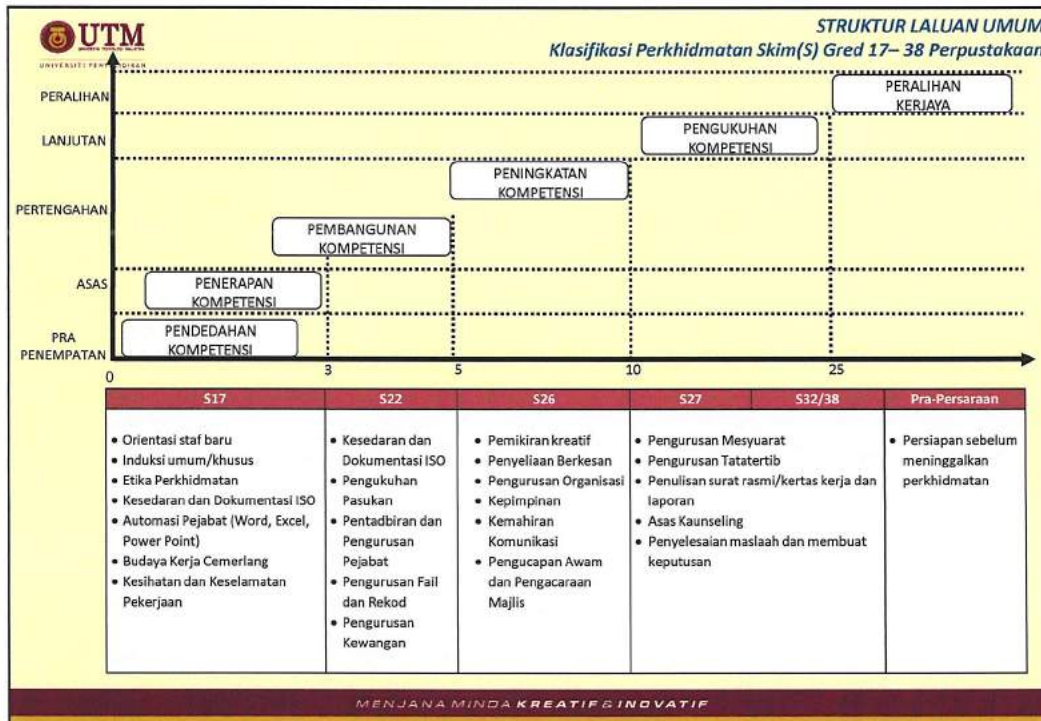 UTM
UNIVERSITI TEKNOLOGI MALAYSIA
STRUKTUR LALUAN UMUM
Klasifikasi Perkhidmatan Skim(S) Gred 17– 38 Perpustakaan
PERALIHAN
LANJUTAN
PERTENGAHAN
ASAS
PRA
PENEMPATAN
PERALIHAN
KERJAYA
PENGUKUHAN
KOMPETENSI
PENINGKATAN
KOMPETENSI
PEMBANGUNAN
KOMPETENSI
PENERAPAN
KOMPETENSI
PENDEDAHAN
KOMPETENSI
0 3 5 10 25
S17 S22 S26 S27 S32/38 Pra-Persaraan
• Orientasi staf baru
• Induksi umum/khusus
• Etika Perkhidmatan
• Kesedaran dan Dokumentasi ISO
• Automasi Pejabat (Word, Excel,
Power Point)
• Budaya Kerja Cemerlang
• Kesihatan dan Keselamatan
Pekerjaan
• Kesedaran dan
Dokumentasi ISO
• Pengukuhan
Pasukan
• Pentadbiran dan
Pengurusan
Pejabat
• Pengurusan Fail
dan Rekod
• Pengurusan
Kewangan
• Pemikiran kreatif
• Penyeliaan Berkesan
• Pengurusan Organisasi
• Kepimpinan
• Kemahiran
Komunikasi
• Pengucapan Awam
dan Pengacaraan
Majlis
• Pengurusan Mesyuarat
• Pengurusan Tatatertib
• Penulisan surat rasmi/kertas kerja dan
laporan
• Asas Kaunseling
• Penyelesaian maslaah dan membuat
keputusan
• Persiapan sebelum
meninggalkan
perkhidmatan
MENJANA MINDA KREATIF & INOVATIF